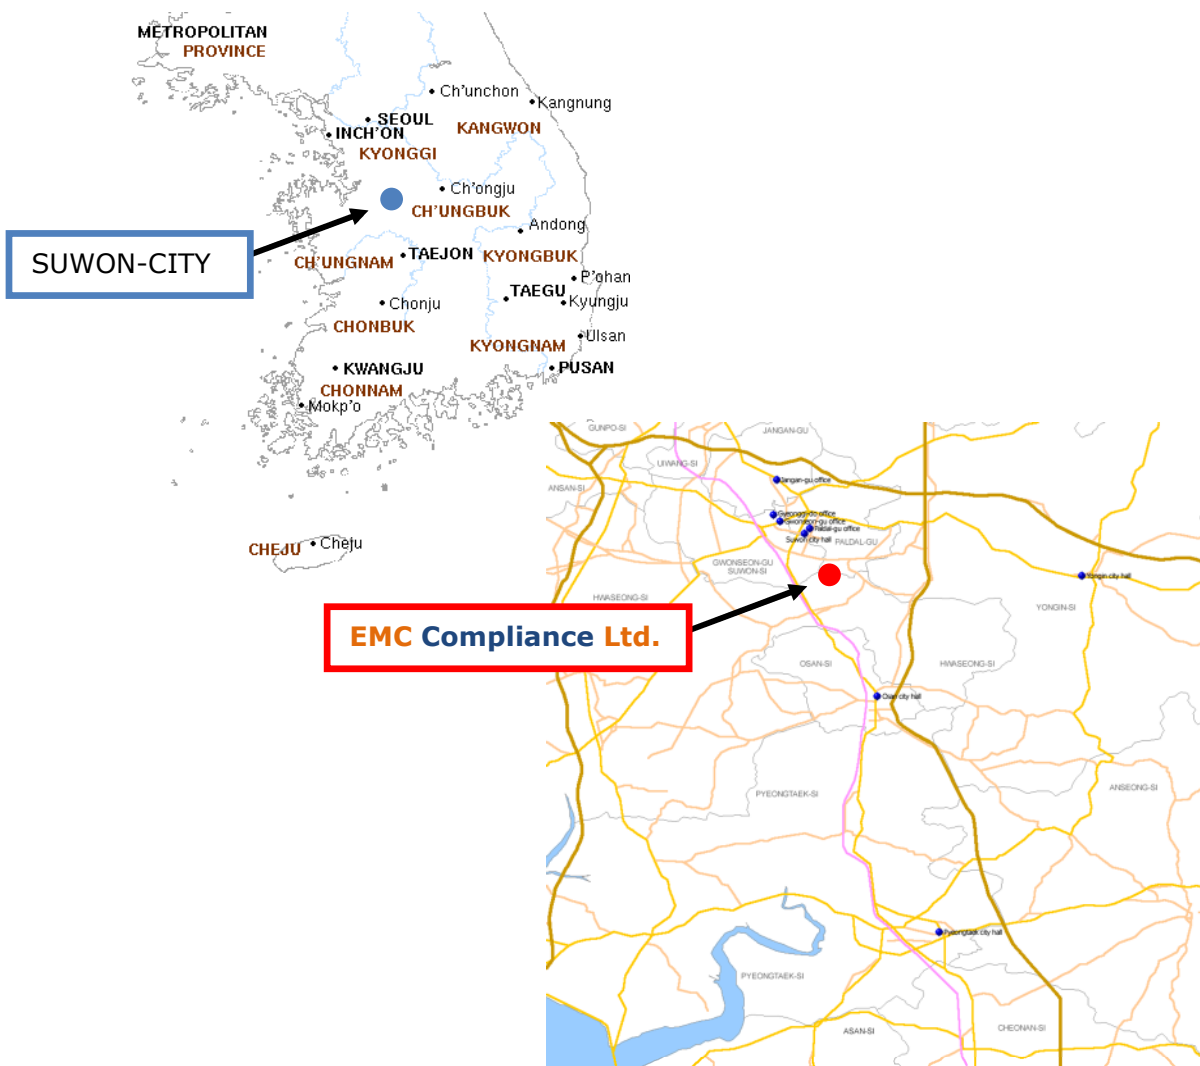 METROPOLITAN
PROVINCE
Ch'unchon
Kangnung
SEOUL
KANGWON
INCH'ON
KYONGGI
Ch'ongju
CH'UNGBUK
Andong
SUWON-CITY
TAEJON
KYONGBUK
CH'UNGNAM
P'ohan
TAEGU
Kyungju
Chonju
CHONBUK
Ulsan
KYONGNAM
KWANGJU
PUSAN
CHONNAM
Mokp'o
CHEJU
Cheju
GUNPO-SI
JANGAN-GU
UIWANG-SI
Jangan-gu office
ANSAN-SI
Gyeonggi-do office
Gwonseon-gu office
Paldal-gu office
Suwon city hall
PALDAL-GU
GWONSEON-GU
SUWON-SI
Yongin city hall
HWASEONG-SI
YONGIN-SI
EMC Compliance Ltd.
OSAN-SI
HWASEONG-SI
Osan city hall
PYEONGTAEK-SI
ANSEONG-SI
Pyeongtaek city hall
PYEONGTAEK-SI
ASAN-SI
CHEONAN-SI